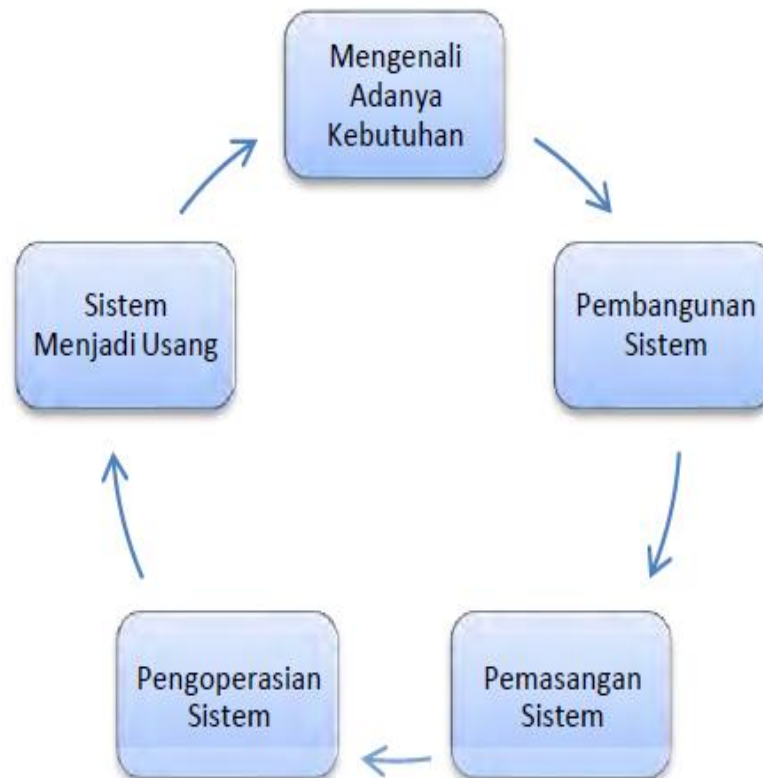 Mengenali
Adanya
Kebutuhan
Pembangunan
Sistem
Pemasangan
Sistem
Pengoperasian
Sistem
Sistem
Menjadi Usang